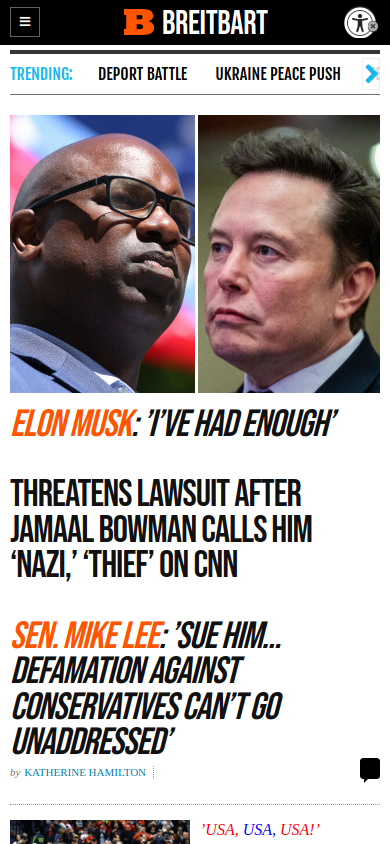 BREITBART
TRENDING:
DEPORT BATTLE
UKRAINE PEACE PUSH
ELON MUSK: ’I’VE HAD ENOUGH’
THREATENS LAWSUIT AFTER
JAMAAL BOWMAN CALLS HIM
‘NAZI,’ ‘THIEF’ ON CNN
SEN. MIKE LEE: ’SUE HIM...
DEFAMATION AGAINST
CONSERVATIVES CAN’T GO
UNADDRESSED’
by KATHERINE HAMILTON
’USA, USA, USA!’